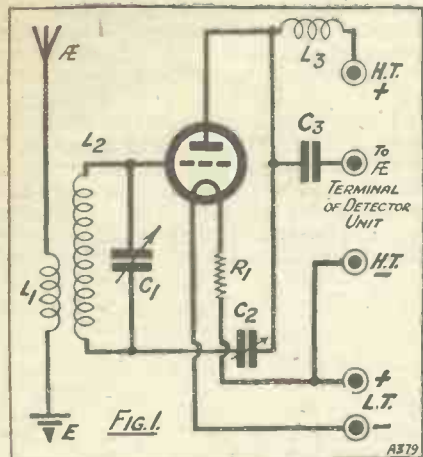 Æ
L2
L3
H.T.
+
C3
To
Æ
TERMINAL
OF DETECTOR
UNIT
C1
R1
H.T.
-
L1
C2
+
L.T.
-
E
FIG.1.
A379